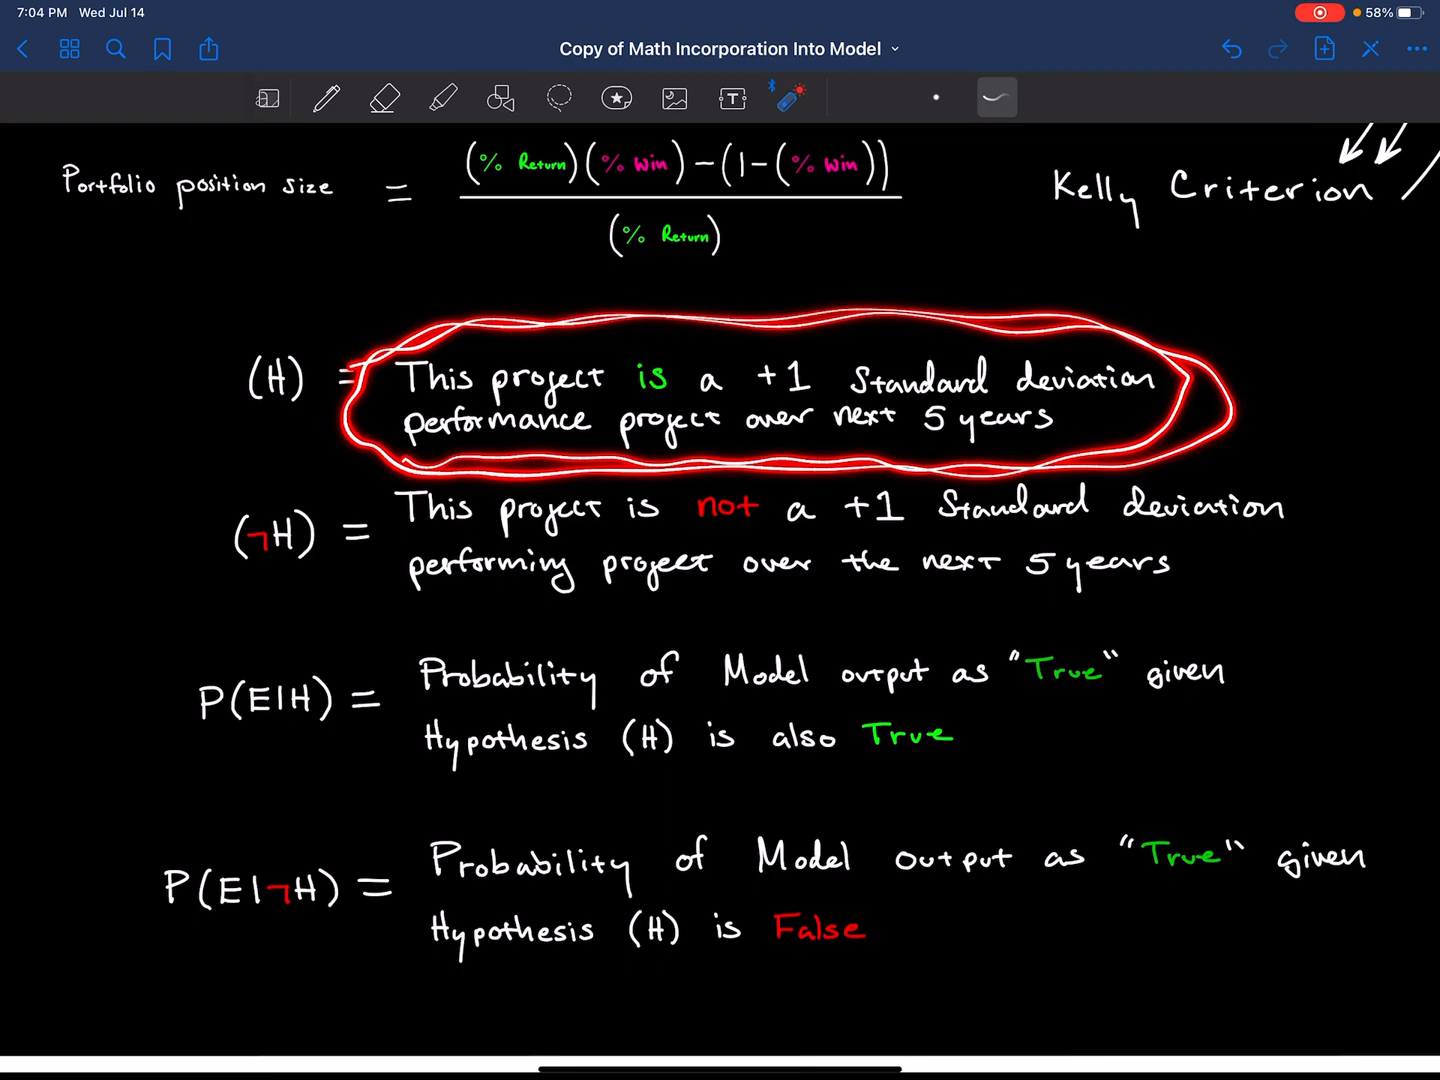 7:04 PM Wed Jul 14
58%
Copy of Math Incorporation Into Model
T
Portfolio position size = (% Return)(% Win) – (1 – (% Win))
(% Return)
Kelly Criterion
(H) = This project is a +1 Standard deviation
performance project over next 5 years
(¬H) = This project is not a +1 Standard deviation
performing project over the next 5 years
P(E|H) = Probability of Model output as "True" given
Hypothesis (H) is also True
P(E|¬H) = Probability of Model output as "True" given
Hypothesis (H) is False